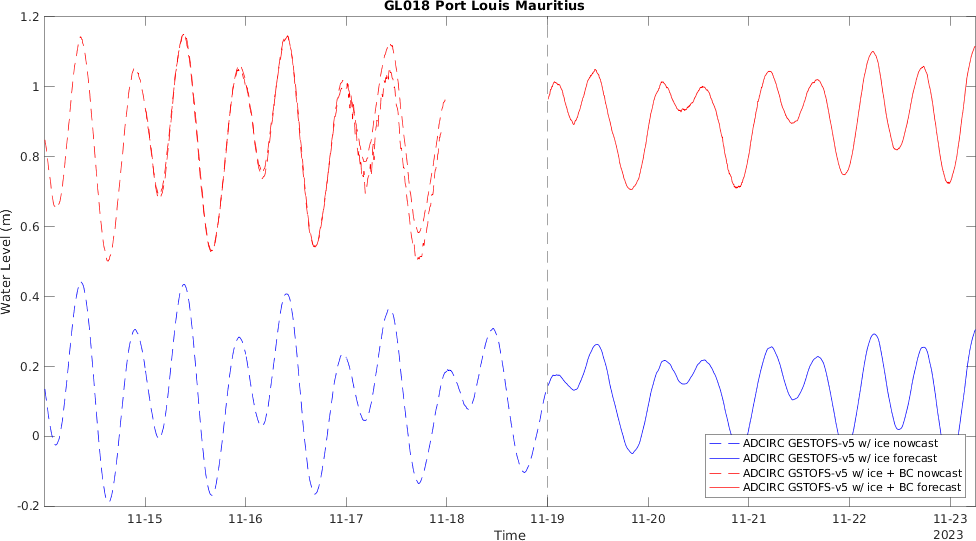 GL018 Port Louis Mauritius
1.2
1
0.8
0.6
0.4
0.2
0
-0.2
Water Level (m)
ADCIRC GESTOFS-v5 w/ ice nowcast
ADCIRC GESTOFS-v5 w/ ice forecast
ADCIRC GSTOFS-v5 w/ ice + BC nowcast
ADCIRC GSTOFS-v5 w/ ice + BC forecast
11-15 11-16 11-17 11-18 11-19 11-20 11-21 11-22 11-23
2023
Time